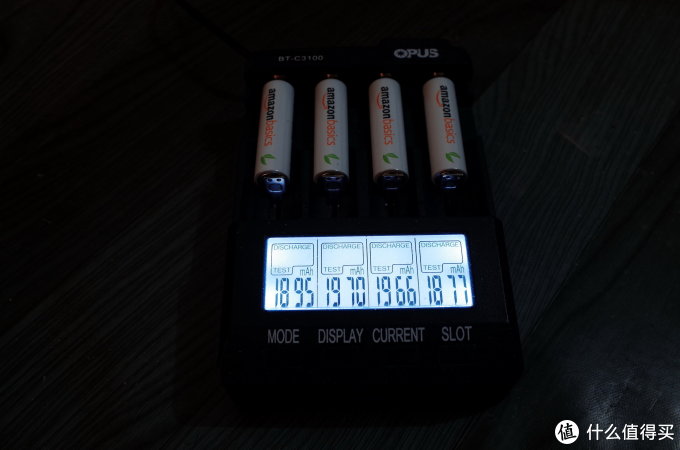 BT-C3100 OPUS
amazonbasics amazonbasics amazonbasics amazonbasics
DISCHARGE DISCHARGE DISCHARGE DISCHARGE
TEST mAh TEST mAh TEST mAh TEST mAh
1895 1970 1966 1877
MODE DISPLAY CURRENT SLOT
值 什么值得买